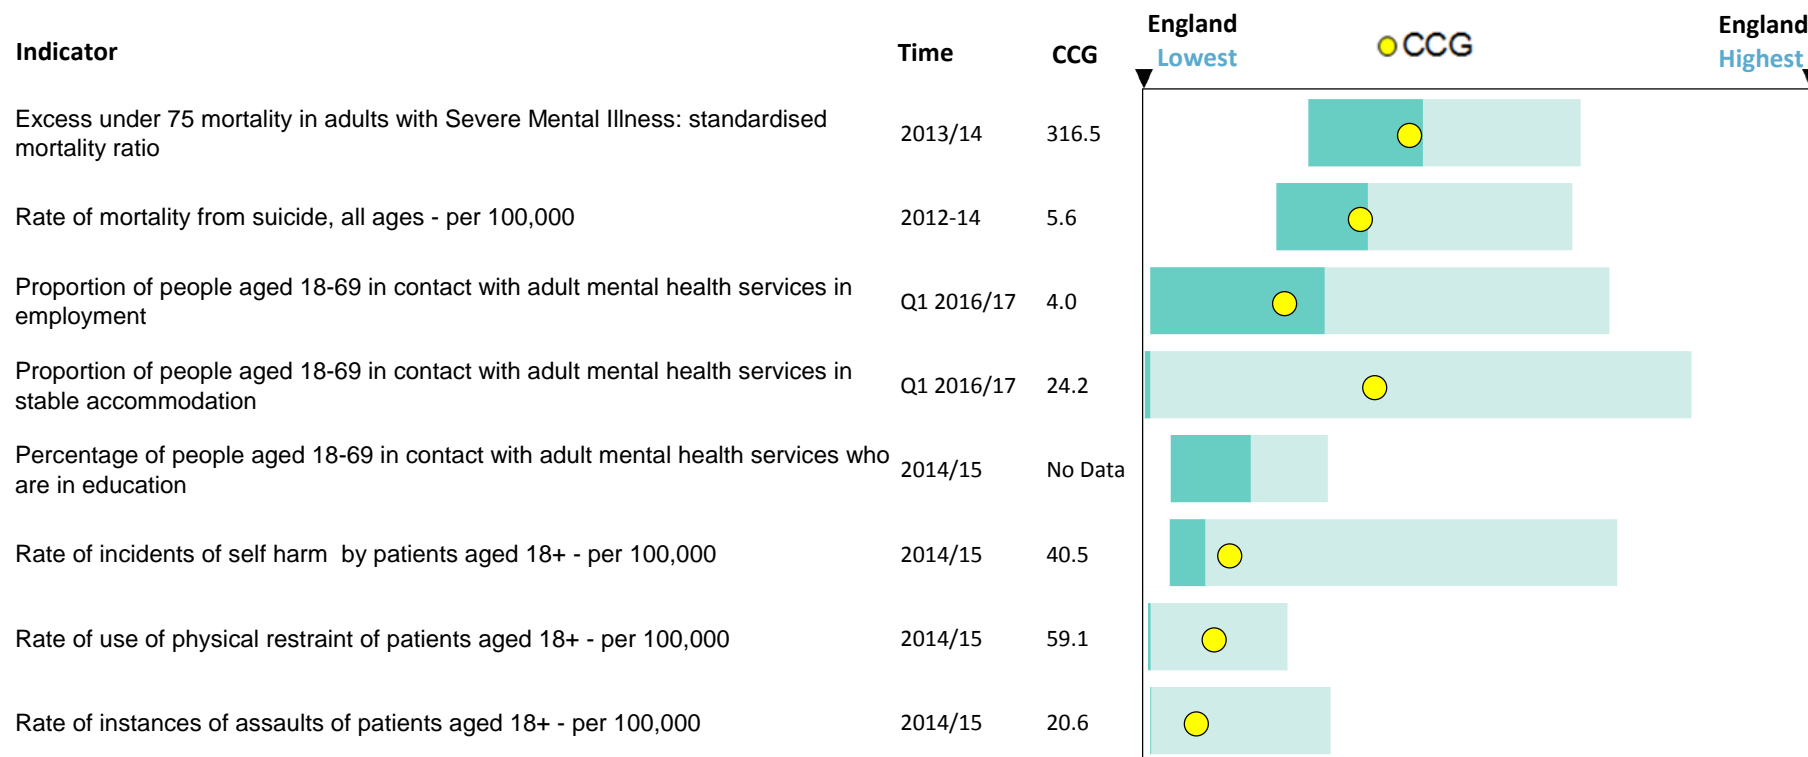 England England
Indicator Time CCG Lowest CCG Highest
Excess under 75 mortality in adults with Severe Mental Illness: standardised
mortality ratio
2013/14 316.5
Rate of mortality from suicide, all ages - per 100,000 2012-14 5.6
Proportion of people aged 18-69 in contact with adult mental health services in
employment
Q1 2016/17 4.0
Proportion of people aged 18-69 in contact with adult mental health services in
stable accommodation
Q1 2016/17 24.2
Percentage of people aged 18-69 in contact with adult mental health services who
are in education
2014/15 No Data
Rate of incidents of self harm  by patients aged 18+ - per 100,000 2014/15 40.5
Rate of use of physical restraint of patients aged 18+ - per 100,000 2014/15 59.1
Rate of instances of assaults of patients aged 18+ - per 100,000 2014/15 20.6